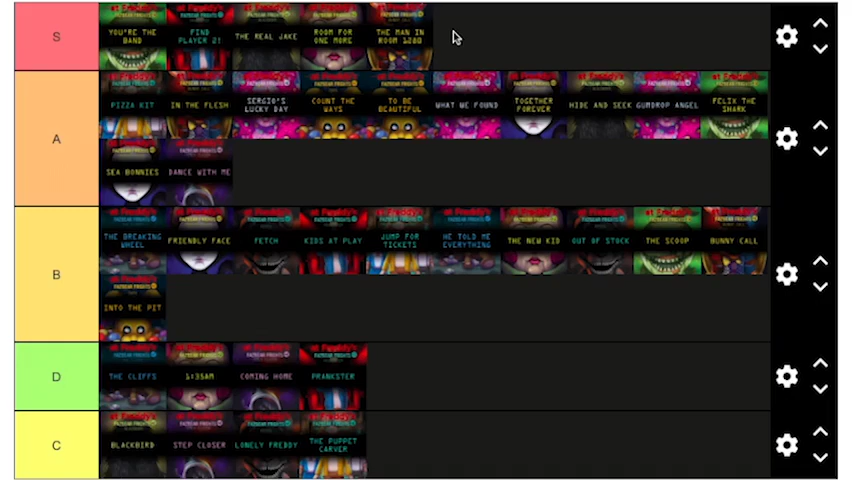 S
YOU'RE THE BAND
FIND PLAYER 2!
THE REAL JAKE
ROOM FOR ONE MORE
THE MAN IN ROOM 1280
A
PIZZA KIT
IN THE FLESH
SERGIO'S LUCKY DAY
COUNT THE WAYS
TO BE BEAUTIFUL
WHAT WE FOUND
TOGETHER FOREVER
HIDE AND SEEK
GUMDROP ANGEL
FELIX THE SHARK
SEA BONNIES
DANCE WITH ME
B
THE BREAKING WHEEL
FRIENDLY FACE
FETCH
KIDS AT PLAY
JUMP FOR TICKETS
HE TOLD ME EVERYTHING
THE NEW KID
OUT OF STOCK
THE SCOOP
BUNNY CALL
INTO THE PIT
D
THE CLIFFS
1:35AM
COMING HOME
PRANKSTER
C
BLACKBIRD
STEP CLOSER
LONELY FREDDY
THE PUPPET CARVER